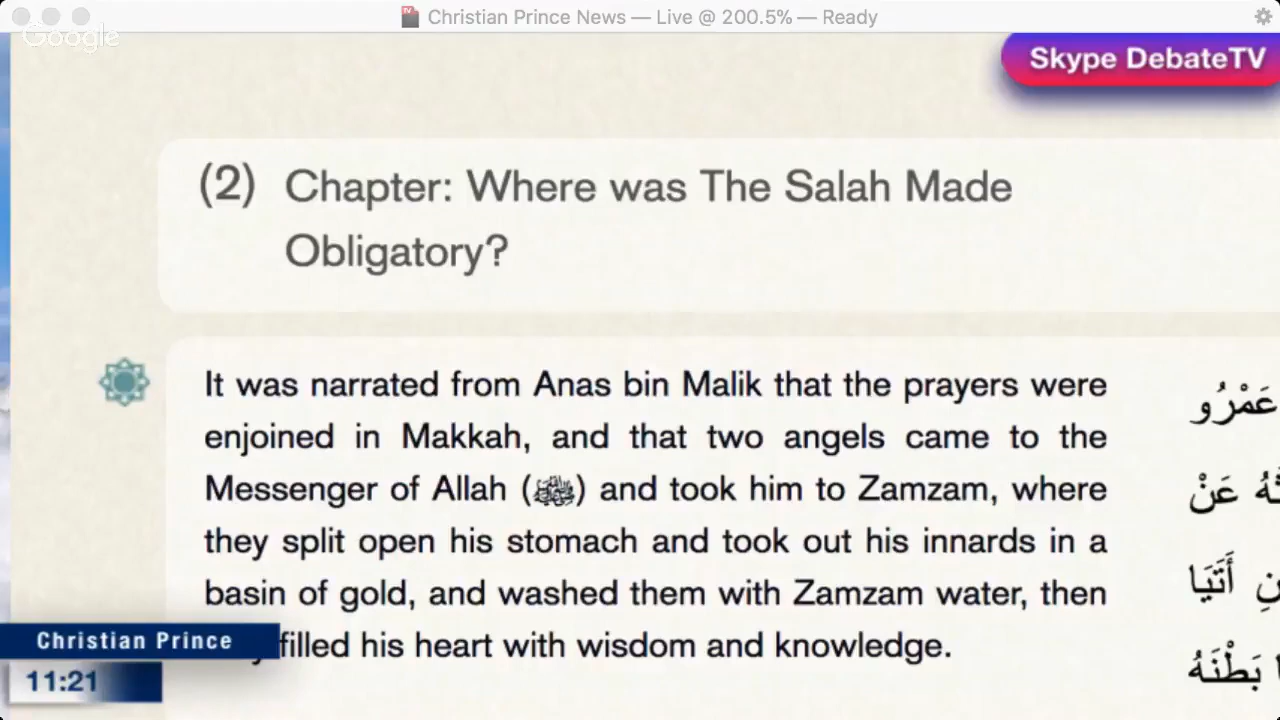 Christian Prince News — Live @ 200.5% — Ready
Google
Skype DebateTV
(2) Chapter: Where was The Salah Made
Obligatory?
It was narrated from Anas bin Malik that the prayers were
enjoined in Makkah, and that two angels came to the
Messenger of Allah (ﷺ) and took him to Zamzam, where
they split open his stomach and took out his innards in a
basin of gold, and washed them with Zamzam water, then
filled his heart with wisdom and knowledge.
عَمْرُو
عَنْ
أَتَيَا
بَطْنَهُ
Christian Prince
11:21